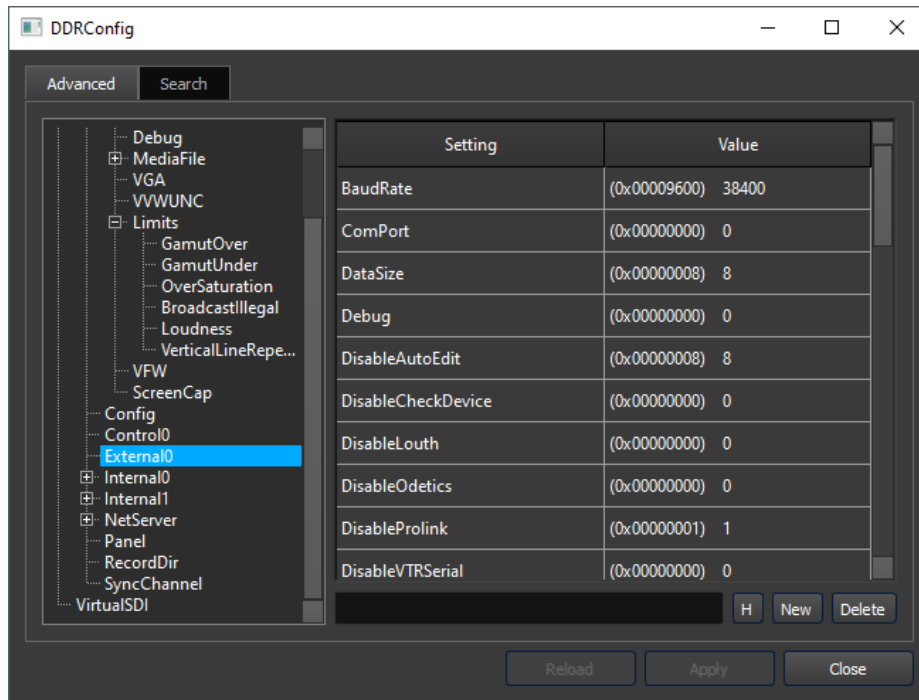 DDRConfig
Advanced Search
Debug
MediaFile
VGA
VVWUNC
Limits
GamutOver
GamutUnder
OverSaturation
BroadcastIllegal
Loudness
VerticalLineRepe...
VFW
ScreenCap
Config
Control0
External0
Internal0
Internal1
NetServer
Panel
RecordDir
SyncChannel
VirtualSDI
Setting Value
BaudRate (0x00009600) 38400
ComPort (0x00000000) 0
DataSize (0x00000008) 8
Debug (0x00000000) 0
DisableAutoEdit (0x00000008) 8
DisableCheckDevice (0x00000000) 0
DisableLouth (0x00000000) 0
DisableOdetics (0x00000000) 0
DisableProlink (0x00000001) 1
DisableVTRSerial (0x00000000) 0
H New Delete
Reload Apply Close